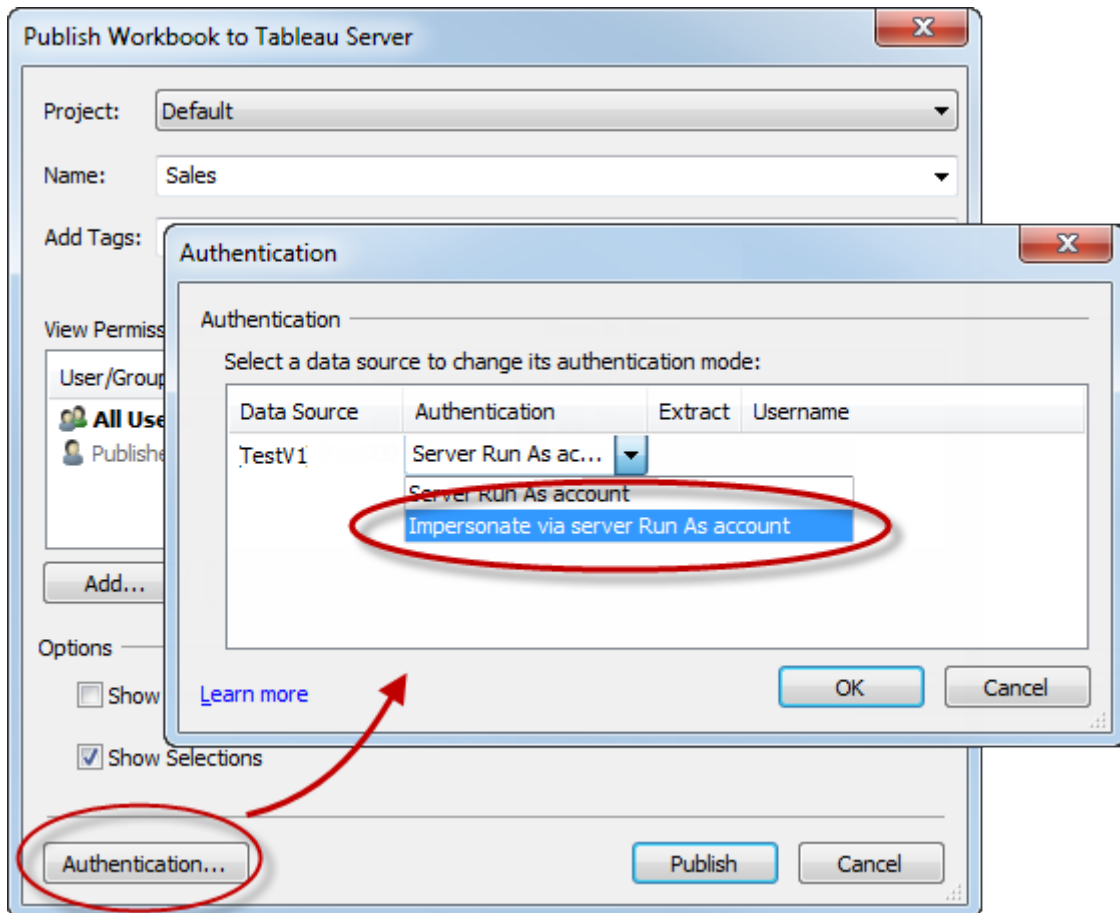 Publish Workbook to Tableau Server
Project: Default
Name: Sales
Add Tags:
View Permiss
User/Group
All Use
Publishe
Add...
Options
Show
Show Selections
Authentication...
Publish Cancel
Authentication
Authentication
Select a data source to change its authentication mode:
Data Source Authentication Extract Username
TestV1 Server Run As ac...
Server Run As account
Impersonate via server Run As account
Learn more
OK Cancel